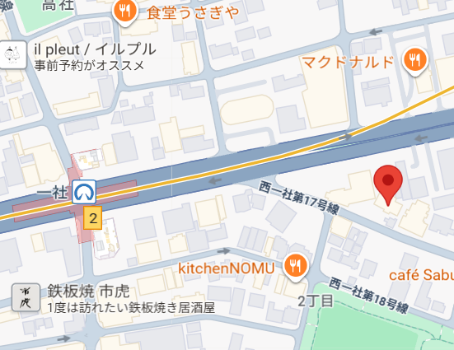 高社
食堂うさぎや
il pleut / イルプル
事前予約がオススメ
マクドナルド
一社
2
西一社第17号線
kitchenNOMU
西一社第18号線
café Sabu
鉄板焼 市虎
1度は訪れたい鉄板焼き居酒屋
2丁目